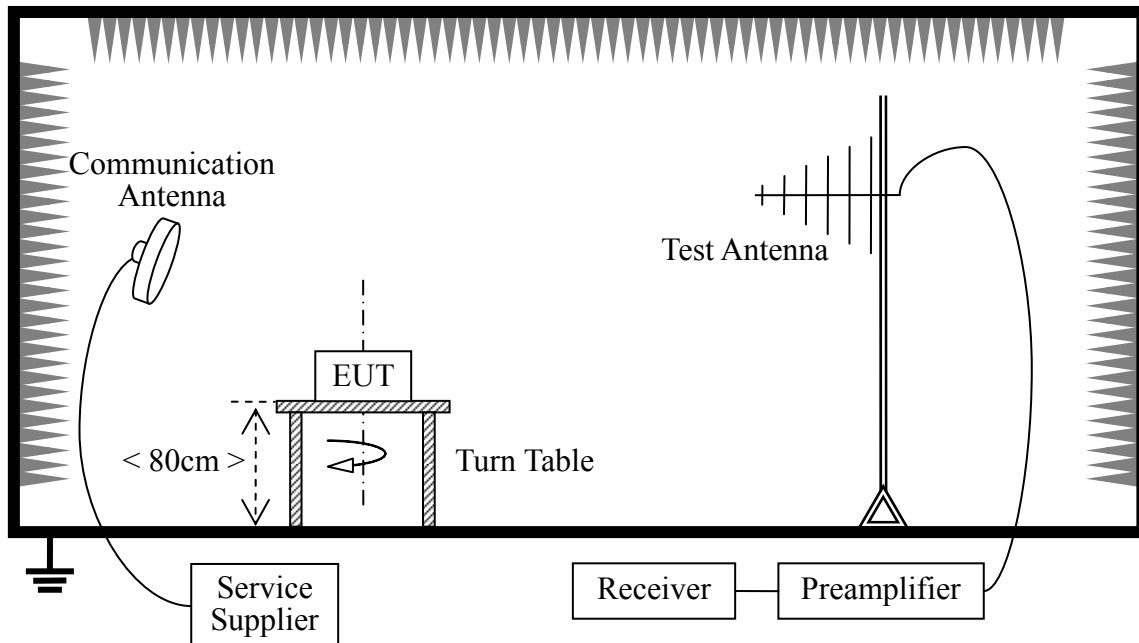 Communication
Antenna
Test Antenna
EUT
< 80cm >
Turn Table
Service
Supplier
Receiver
Preamplifier